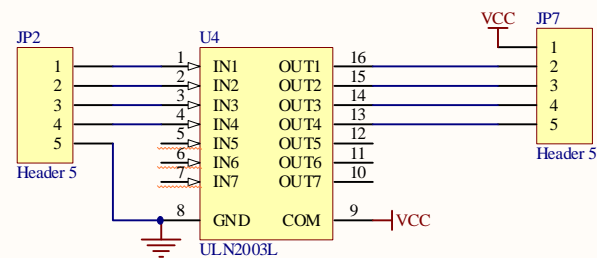 VCC JP7
JP2 U4
1 1 IN1 OUT1 16 1
2 2 IN2 OUT2 15 2
3 3 IN3 OUT3 14 3
4 4 IN4 OUT4 13 4
5 5 IN5 OUT5 12 5
6 IN6 OUT6 11
Header 5 7 IN7 OUT7 10 Header 5
8 GND COM 9 VCC
ULN2003L